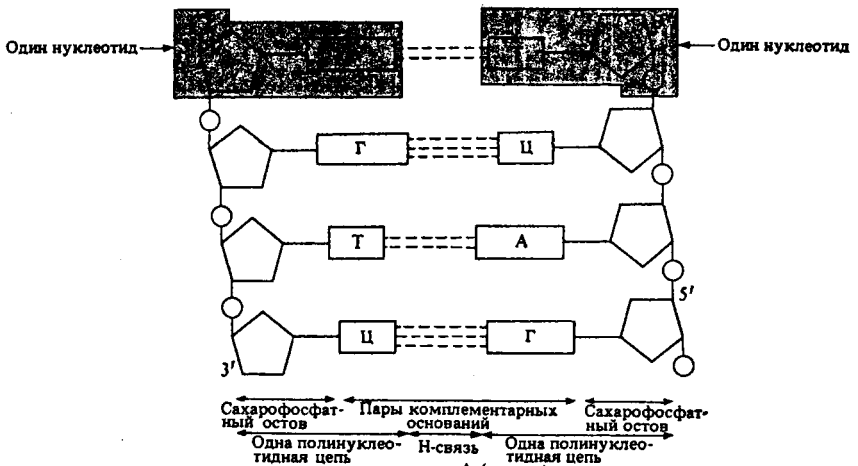 Один нуклеотид
Один нуклеотид
Г
Ц
Т
А
5'
Ц
Г
3'
Сахарофосфат-
ный остов
Пары комплементарных
оснований
Сахарофосфат-
ный остов
Одна полинуклео-
тидная цепь
Н-связь
Одна полинуклео-
тидная цепь